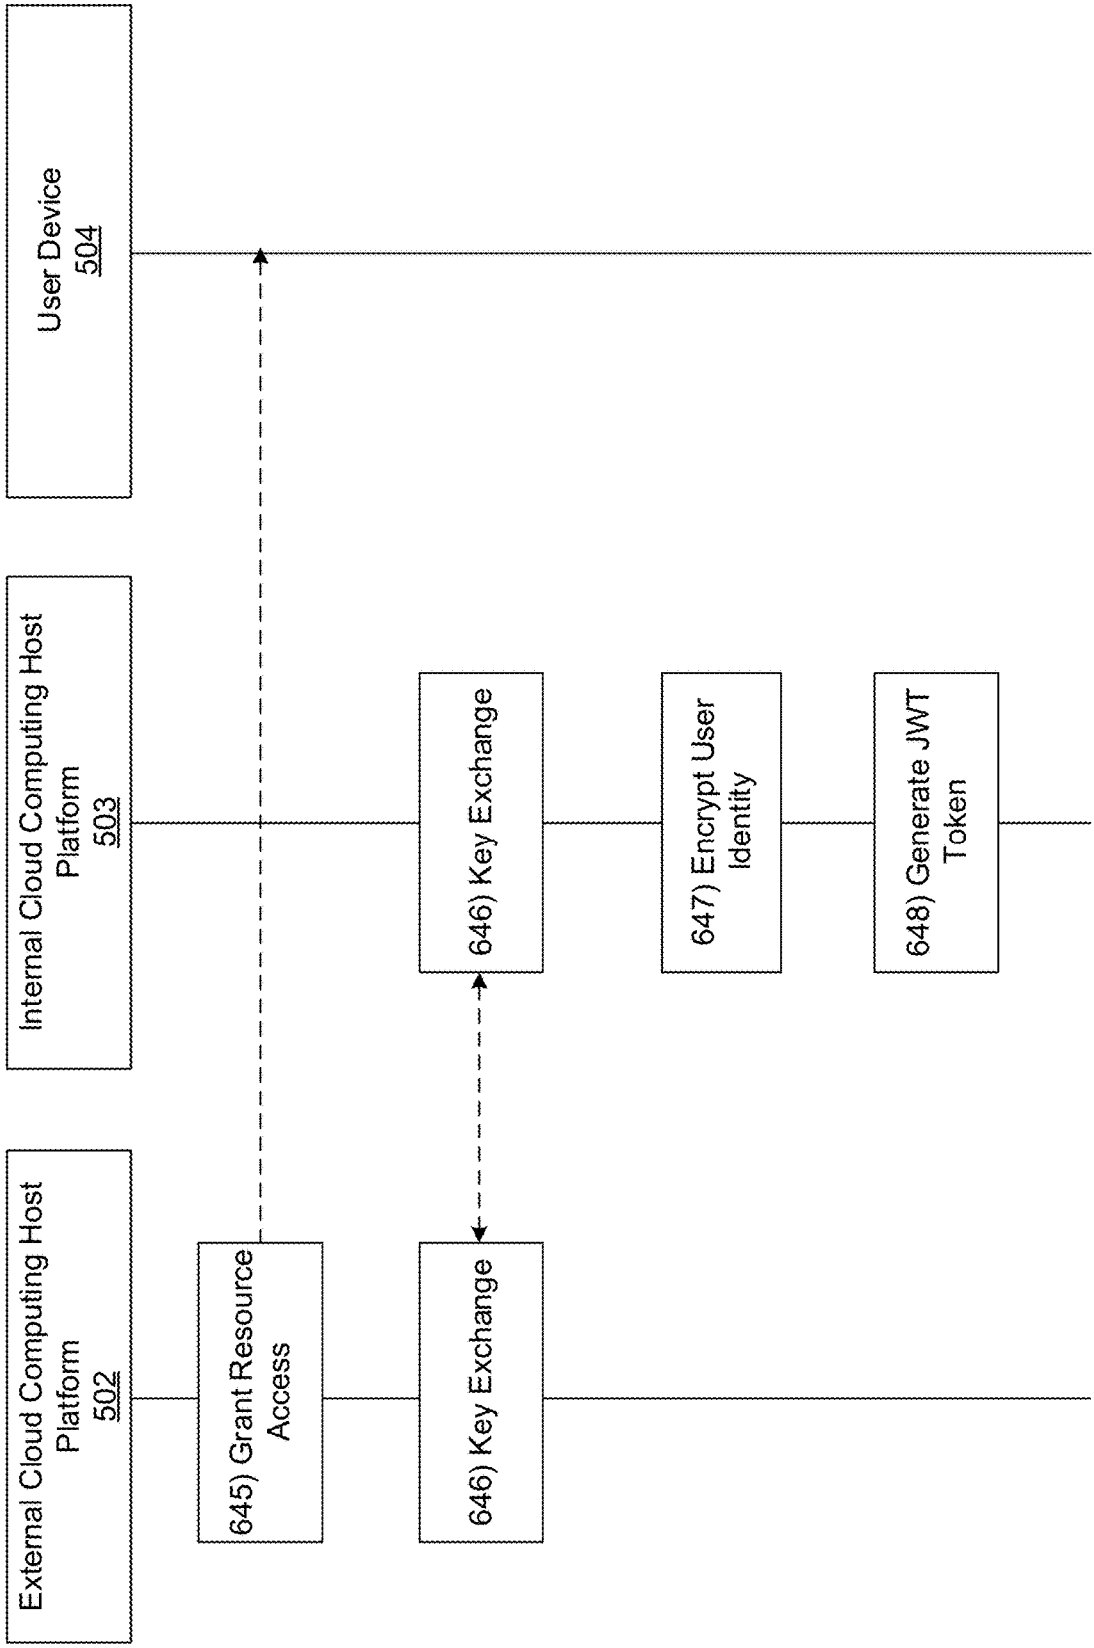 External Cloud Computing Host
Platform
502
Internal Cloud Computing Host
Platform
503
User Device
504
645) Grant Resource
Access
646) Key Exchange
646) Key Exchange
647) Encrypt User
Identity
648) Generate JWT
Token